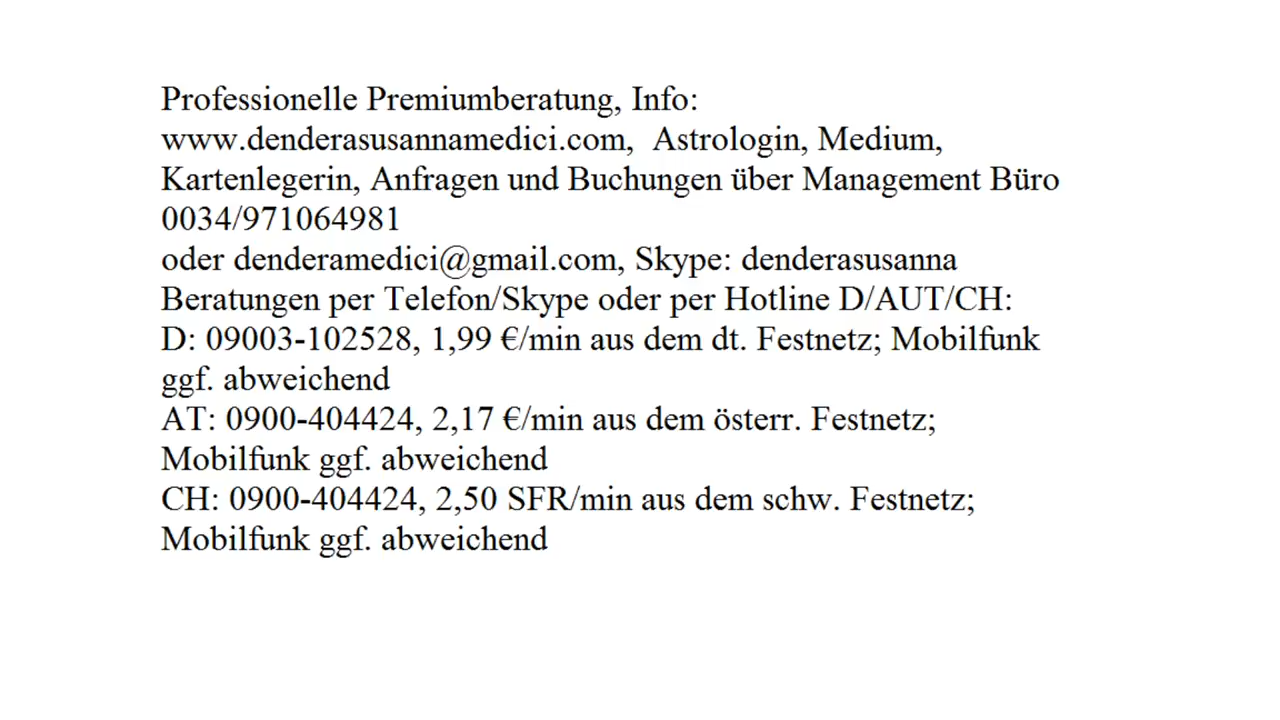 Professionelle Premiumberatung, Info:
www.denderasusannamedici.com,  Astrologin, Medium,
Kartenlegerin, Anfragen und Buchungen über Management Büro
0034/971064981
oder denderamedici@gmail.com, Skype: denderasusanna
Beratungen per Telefon/Skype oder per Hotline D/AUT/CH:
D: 09003-102528, 1,99 €/min aus dem dt. Festnetz; Mobilfunk
ggf. abweichend
AT: 0900-404424, 2,17 €/min aus dem österr. Festnetz;
Mobilfunk ggf. abweichend
CH: 0900-404424, 2,50 SFR/min aus dem schw. Festnetz;
Mobilfunk ggf. abweichend